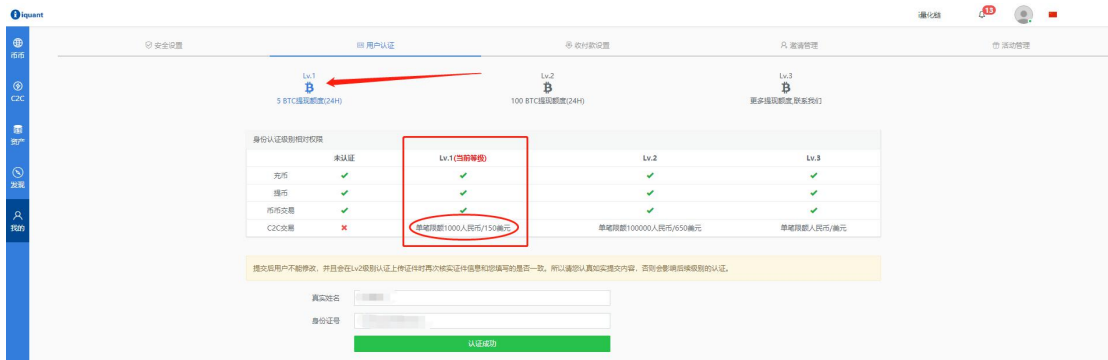 iquant
13
币币
C2C
资产
发现
我的
安全设置
用户认证
收付款设置
邀请管理
活动管理
Lv.1
5 BTC提现额度(24H)
Lv.2
100 BTC提现额度(24H)
Lv.3
更多提现额度,联系我们
身份认证级别相对权限
未认证 Lv.1(当前等级) Lv.2 Lv.3
充币
提币
币币交易
C2C交易 单笔限额1000人民币/150美元 单笔限额100000人民币/650美元 单笔限额人民币/美元
提交后用户不能修改，并且会在Lv2级别认证上传证件时再次核实证件信息和您填写的是否一致。所以请您认真如实提交内容，否则会影响后续级别的认证。
真实姓名
身份证号
认证成功